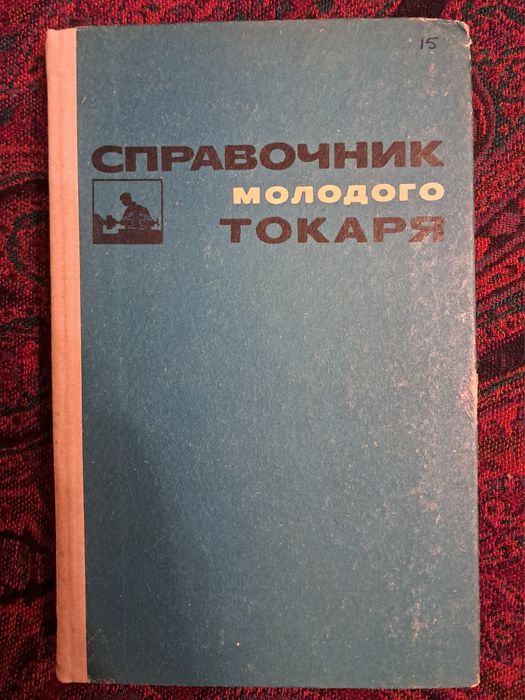 15
СПРАВОЧНИК
МОЛОДОГО
ТОКАРЯ